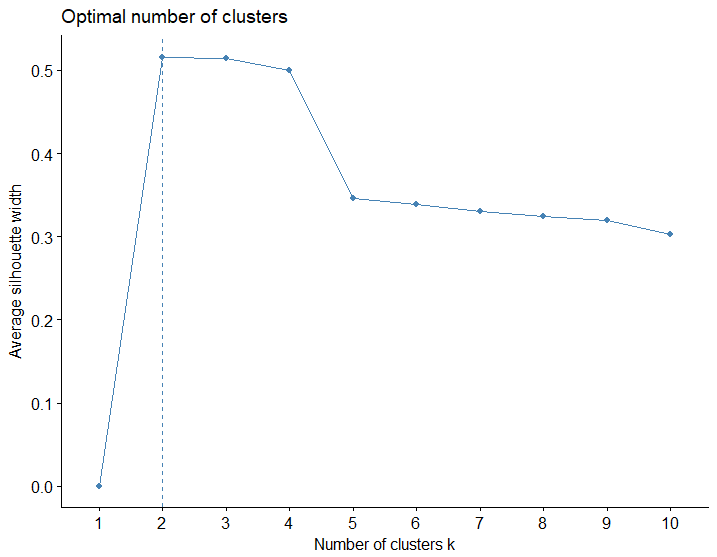 Optimal number of clusters
Average silhouette width
0.5
0.4
0.3
0.2
0.1
0.0
1 2 3 4 5 6 7 8 9 10
Number of clusters k